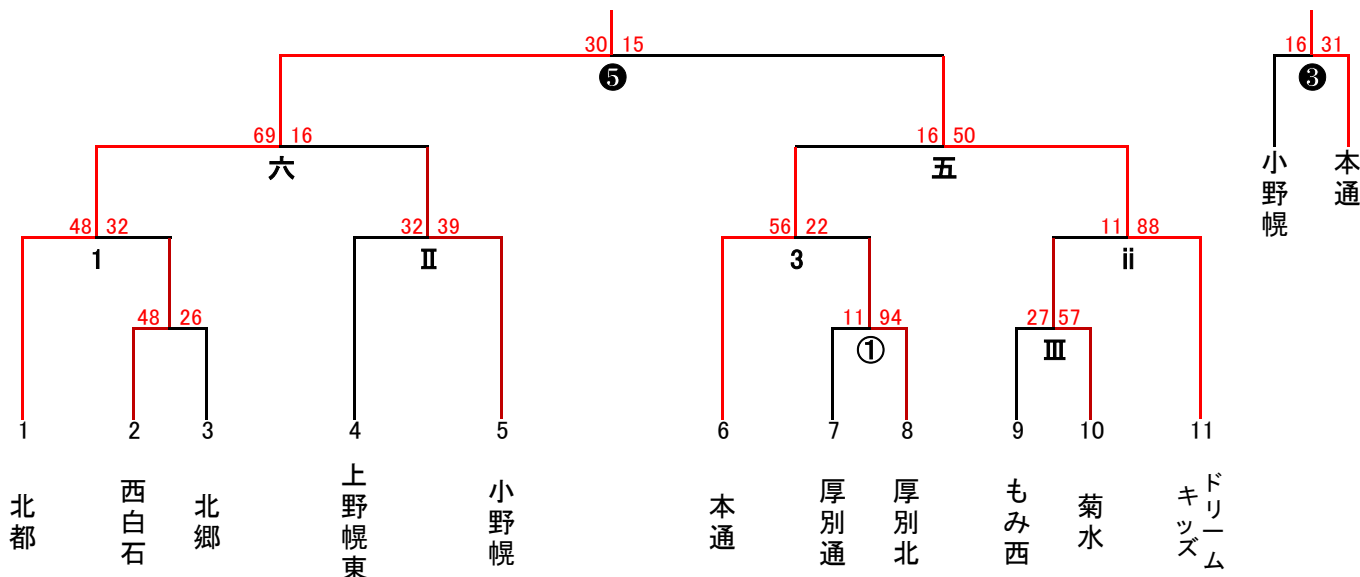 30 15
❺
16 31
❸
小野幌
本通
69 16
六
16 50
五
48 32
1
32 39
Ⅱ
56 22
3
11 88
ⅱ
48 26
11 94
①
27 57
Ⅲ
1 2 3 4 5 6 7 8 9 10 11
北都
西白石
北郷
上野幌東
小野幌
本通
厚別通
厚別北
もみ西
菊水
ドリーム
キッズ